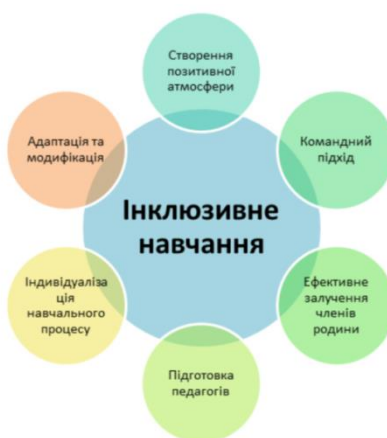 Створення
позитивної
атмосфери
Адаптація та
модифікація
Командний
підхід
Інклюзивне
навчання
Індивідуаліза
ція
навчального
процесу
Ефективне
залучення
членів
родини
Підготовка
педагогів